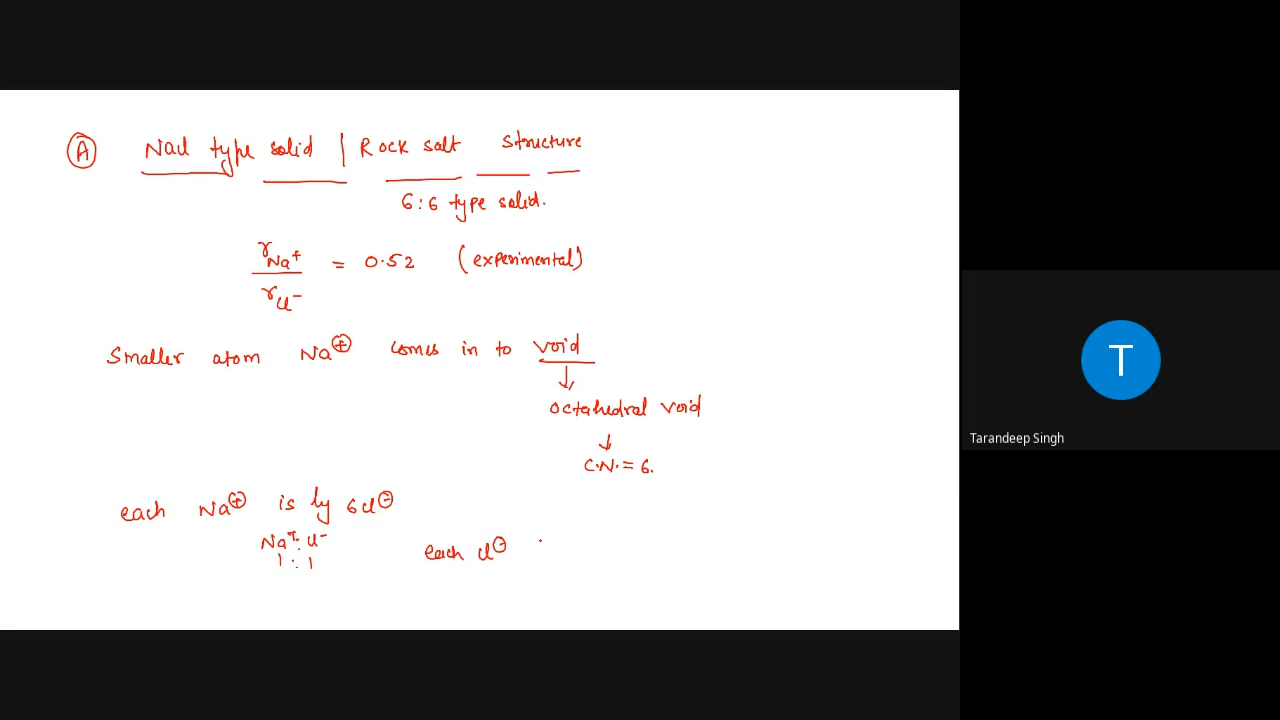 A NaCl type solid | Rock salt structure
6:6 type solid.
rNa+ / rCl- = 0.52 (experimental)
Smaller atom Na⊕ comes in to void
↓
octahedral void
↓
C.N. = 6.
each Na⊕ is by 6Cl⊖
Na+ : Cl-
1 : 1
each Cl⊖
T
Tarandeep Singh